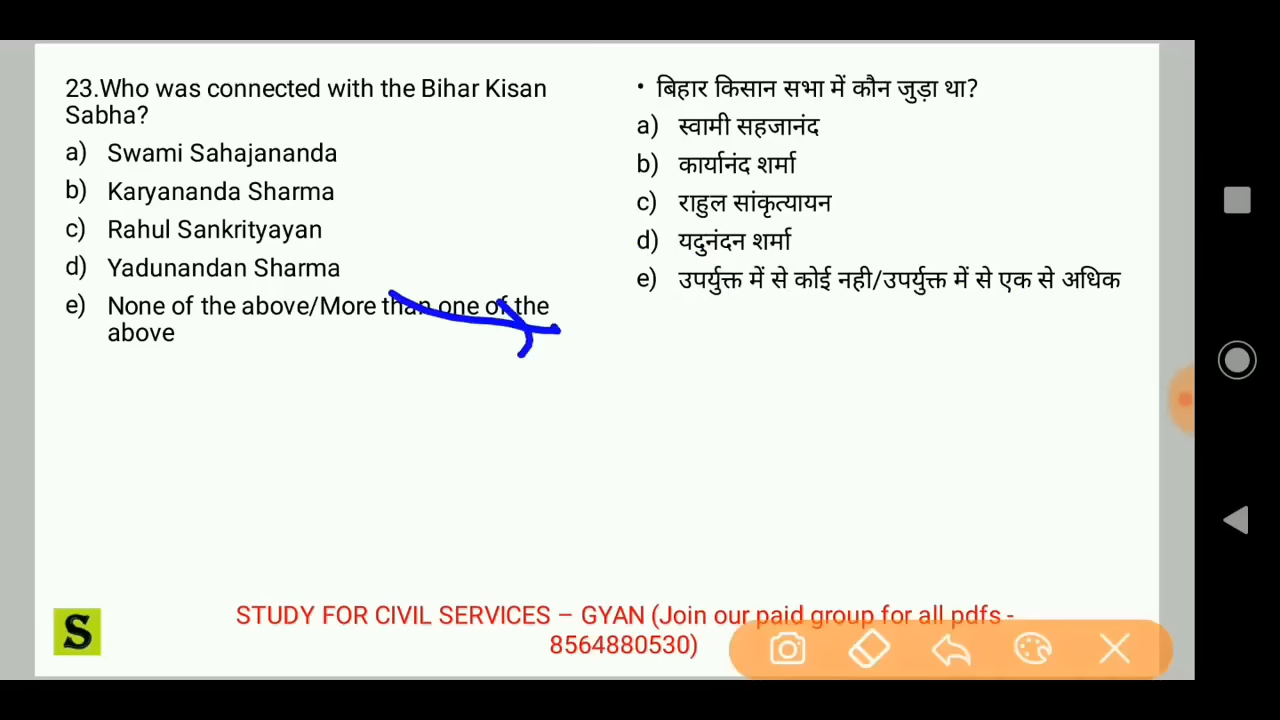 23.Who was connected with the Bihar Kisan
Sabha?
a) Swami Sahajananda
b) Karyananda Sharma
c) Rahul Sankrityayan
d) Yadunandan Sharma
e) None of the above/More than one of the
above
• बिहार किसान सभा में कौन जुड़ा था?
a) स्वामी सहजानंद
b) कार्यानंद शर्मा
c) राहुल सांकृत्यायन
d) यदुनंदन शर्मा
e) उपर्युक्त में से कोई नही/उपर्युक्त में से एक से अधिक
S
STUDY FOR CIVIL SERVICES – GYAN (Join our paid group for all pdfs -
8564880530)